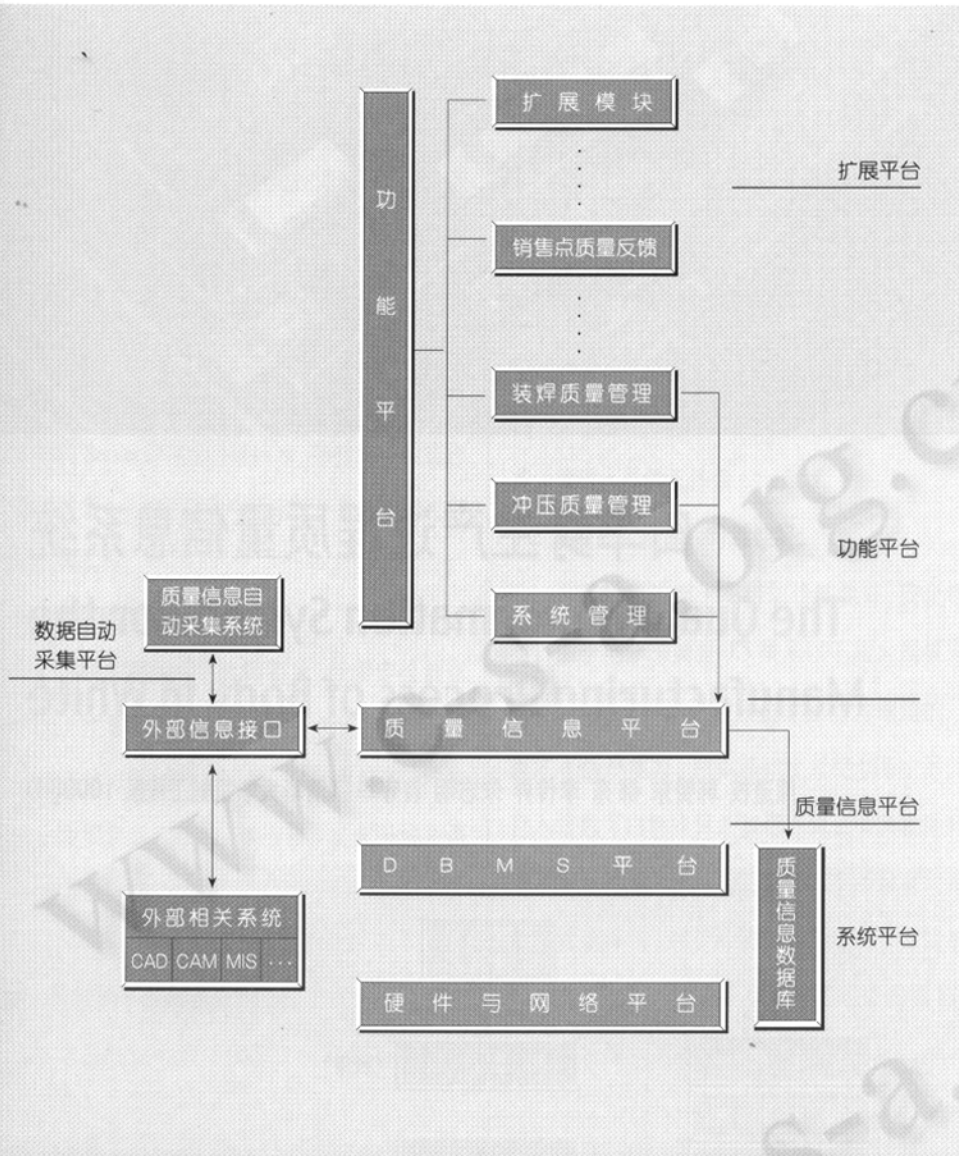 扩展模块
扩展平台
功能平台
销售点质量反馈
装焊质量管理
冲压质量管理
功能平台
系统管理
质量信息自
动采集系统
数据自动
采集平台
外部信息接口
质量信息平台
质量信息平台
DBMS平台
质量信息数据库
外部相关系统
CAD CAM MIS ···
系统平台
硬件与网络平台
www.c-s-a.org.c
s-a.